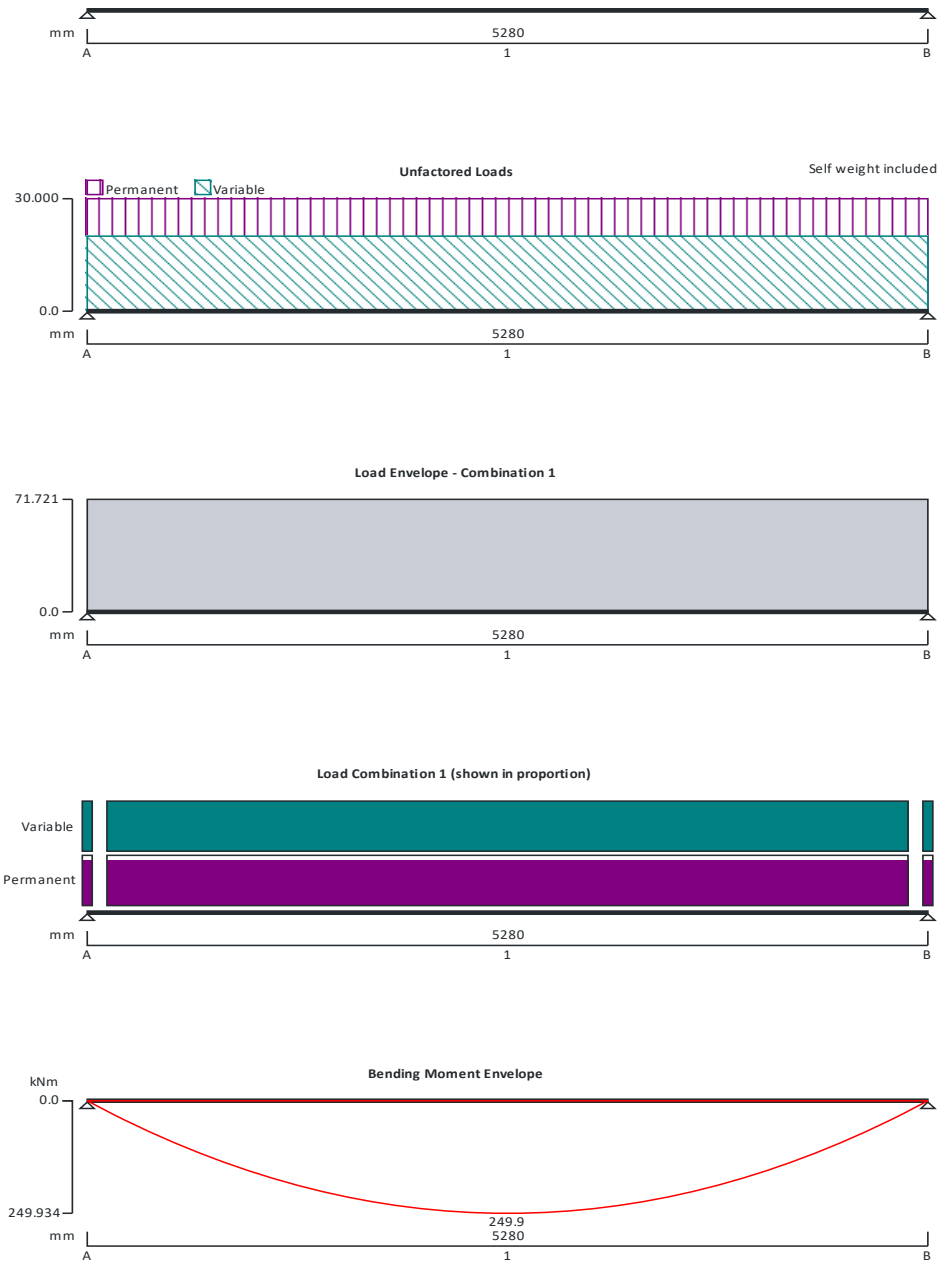 mm
5280
A
1
B
Unfactored Loads
Self weight included
Permanent
Variable
30.000
0.0
mm
5280
A
1
B
Load Envelope - Combination 1
71.721
0.0
mm
5280
A
1
B
Load Combination 1 (shown in proportion)
Variable
Permanent
mm
5280
A
1
B
Bending Moment Envelope
kNm
0.0
249.934
249.9
mm
5280
A
1
B